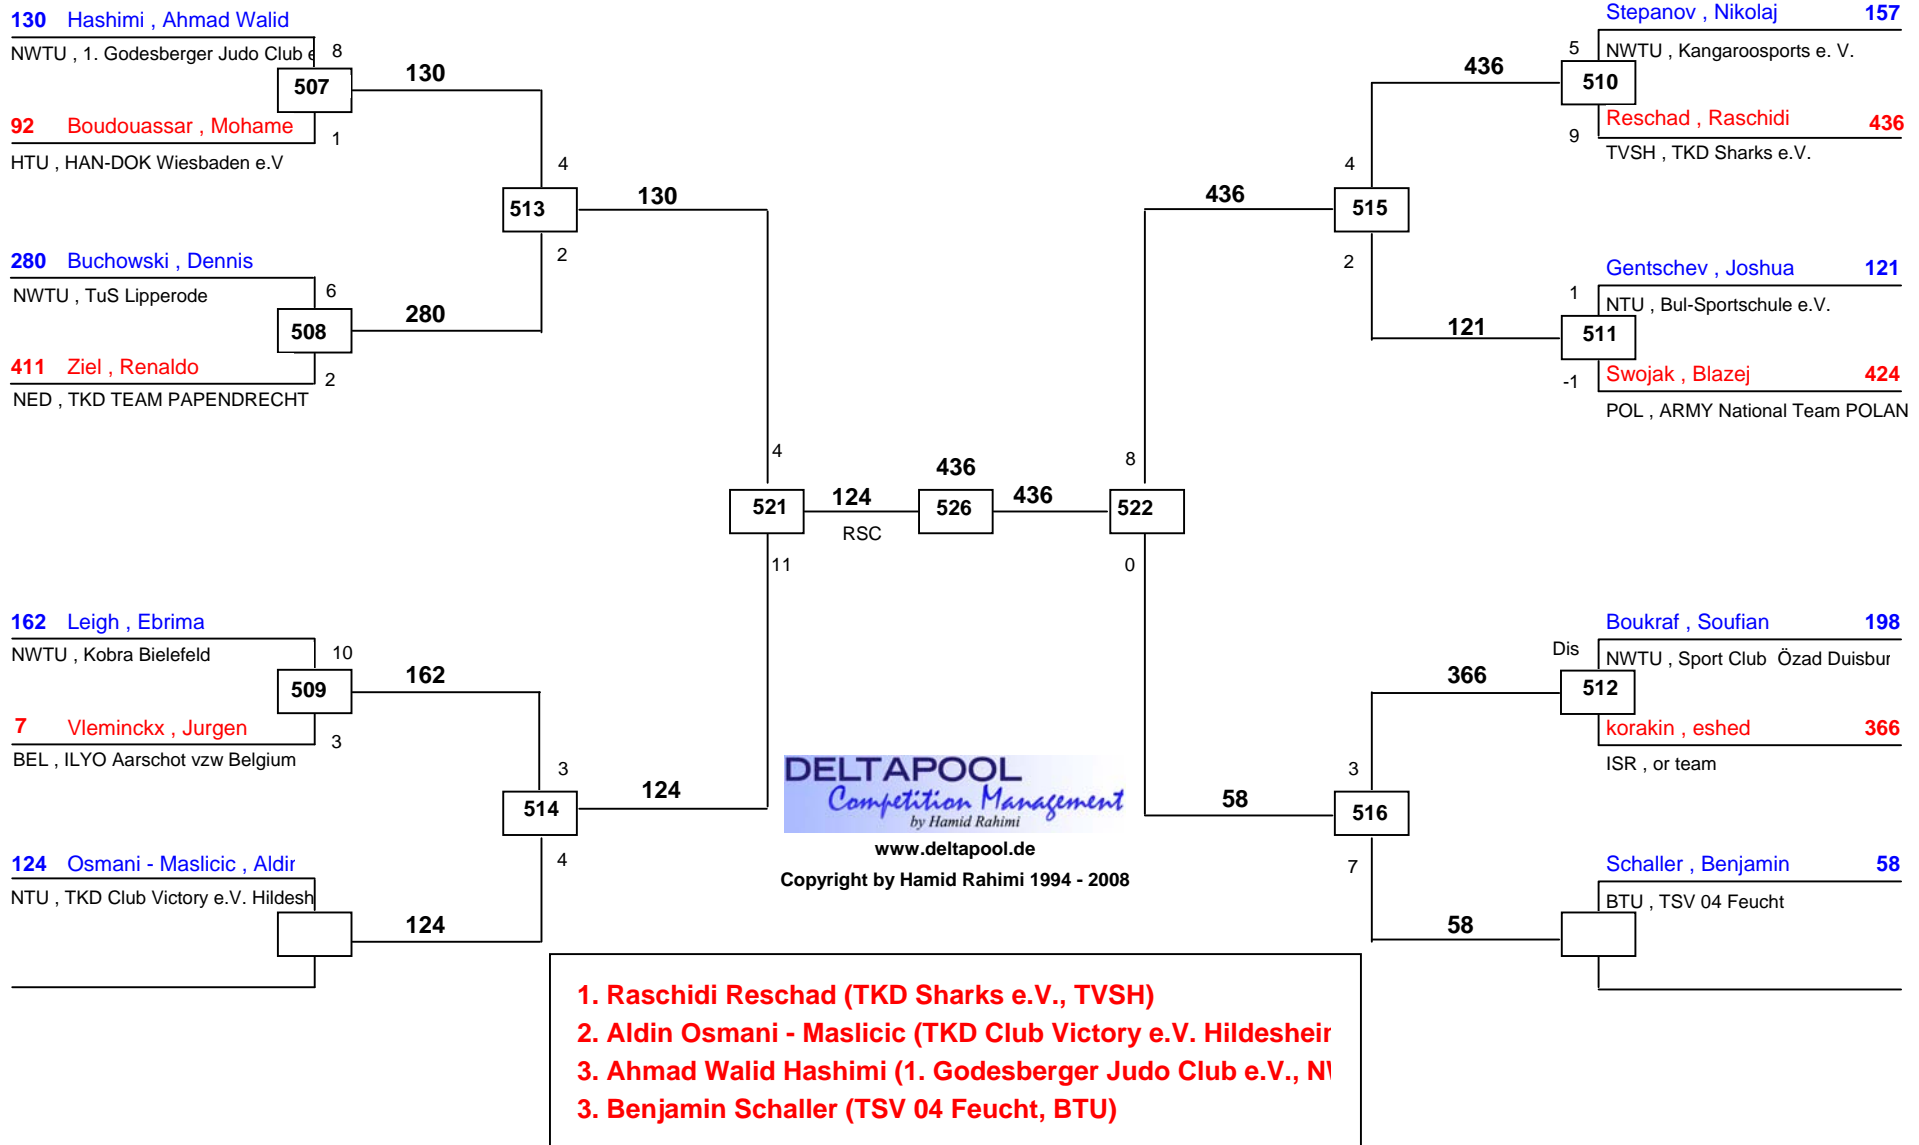 130 Hashimi , Ahmad Walid
NWTU , 1. Godesberger Judo Club e
8
507
130
92 Boudouassar , Mohame
1
HTU , HAN-DOK Wiesbaden e.V
4
513
130
2
280 Buchowski , Dennis
NWTU , TuS Lipperode
6
508
280
411 Ziel , Renaldo
2
NED , TKD TEAM PAPENDRECHT
4
521
124
RSC
11
436
526
436
162 Leigh , Ebrima
NWTU , Kobra Bielefeld
10
509
162
7 Vleminckx , Jurgen
3
BEL , ILYO Aarschot vzw Belgium
3
514
124
4
124 Osmani - Maslicic , Aldin
NTU , TKD Club Victory e.V. Hildesh
124
Stepanov , Nikolaj 157
5
NWTU , Kangaroosports e. V.
436
510
Reschad , Raschidi 436
9
TVSH , TKD Sharks e.V.
4
436
515
2
Gentschev , Joshua 121
1
NTU , Bul-Sportschule e.V.
121
511
Swojak , Blazej 424
-1
POL , ARMY National Team POLAN
8
522
0
Boukraf , Soufian 198
Dis
NWTU , Sport Club Özad Duisbur
366
512
korakin , eshed 366
ISR , or team
3
58
516
7
Schaller , Benjamin 58
BTU , TSV 04 Feucht
58
DELTAPOOL
Competition Management
by Hamid Rahimi
www.deltapool.de
Copyright by Hamid Rahimi 1994 - 2008
1. Raschidi Reschad (TKD Sharks e.V., TVSH)
2. Aldin Osmani - Maslicic (TKD Club Victory e.V. Hildesheim
3. Ahmad Walid Hashimi (1. Godesberger Judo Club e.V., NW
3. Benjamin Schaller (TSV 04 Feucht, BTU)